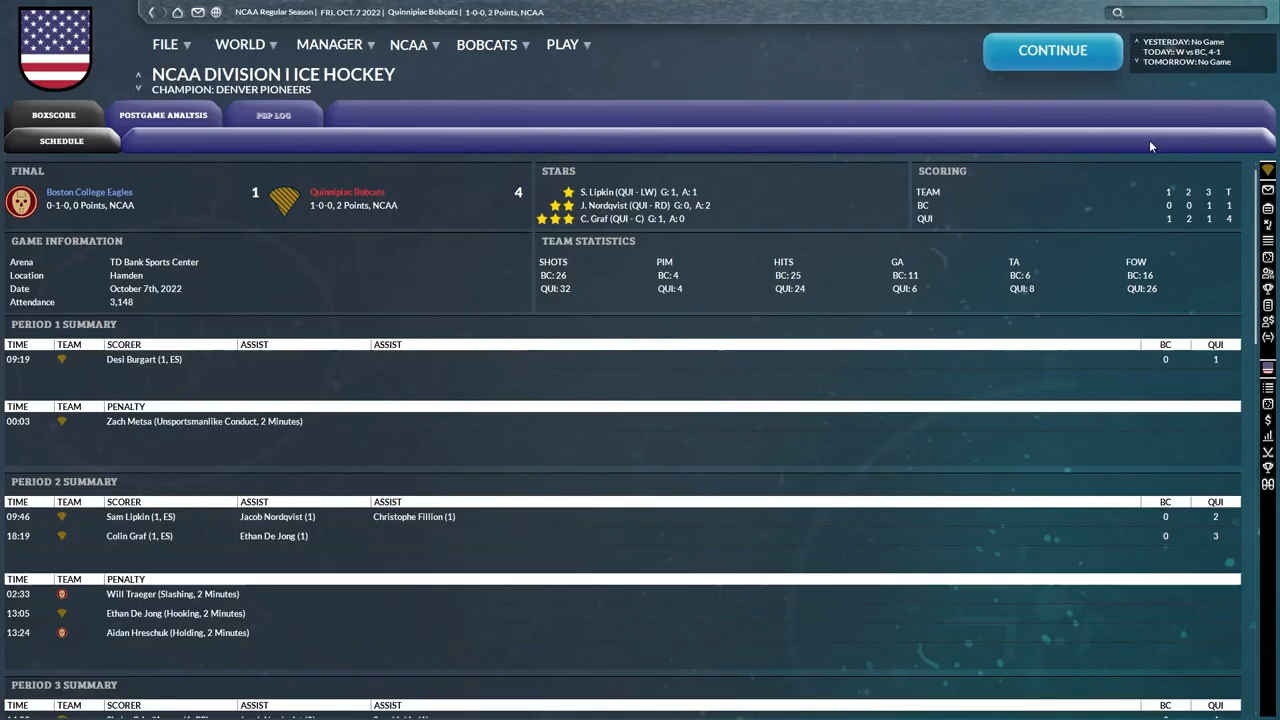 NCAA Regular Season | FRI. OCT. 7 2022 | Quinnipiac Bobcats | 1-0-0, 2 Points, NCAA
FILE WORLD MANAGER NCAA BOBCATS PLAY
CONTINUE
YESTERDAY: No Game
TODAY: W vs BC, 4-1
TOMORROW: No Game
NCAA DIVISION I ICE HOCKEY
CHAMPION: DENVER PIONEERS
BOXSCORE POSTGAME ANALYSIS PBP LOG
SCHEDULE
FINAL
Boston College Eagles 1
0-1-0, 0 Points, NCAA
Quinnipiac Bobcats 4
1-0-0, 2 Points, NCAA
STARS
S. Lipkin (QUI - LW) G: 1, A: 1
J. Nordqvist (QUI - RD) G: 0, A: 2
C. Graf (QUI - C) G: 1, A: 0
SCORING
TEAM 1 2 3 T
BC 0 0 1 1
QUI 1 2 1 4
GAME INFORMATION
Arena TD Bank Sports Center
Location Hamden
Date October 7th, 2022
Attendance 3,148
TEAM STATISTICS
SHOTS PIM HITS GA TA FOW
BC: 26 BC: 4 BC: 25 BC: 11 BC: 6 BC: 16
QUI: 32 QUI: 4 QUI: 24 QUI: 6 QUI: 8 QUI: 26
PERIOD 1 SUMMARY
TIME TEAM SCORER ASSIST ASSIST BC QUI
09:19 Desi Burgart (1, ES) 0 1
TIME TEAM PENALTY
00:03 Zach Metsa (Unsportsmanlike Conduct, 2 Minutes)
PERIOD 2 SUMMARY
TIME TEAM SCORER ASSIST ASSIST BC QUI
09:46 Sam Lipkin (1, ES) Jacob Nordqvist (1) Christophe Fillion (1) 0 2
18:19 Colin Graf (1, ES) Ethan De Jong (1) 0 3
TIME TEAM PENALTY
02:33 Will Traeger (Slashing, 2 Minutes)
13:05 Ethan De Jong (Hooking, 2 Minutes)
13:24 Aidan Hreschuk (Holding, 2 Minutes)
PERIOD 3 SUMMARY
TIME TEAM SCORER ASSIST ASSIST BC QUI